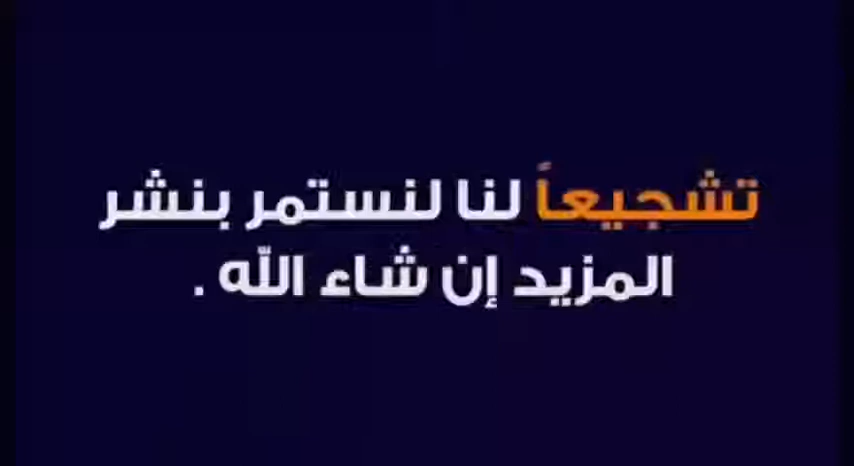 تشجيعاً لنا لنستمر بنشر
المزيد إن شاء الله .